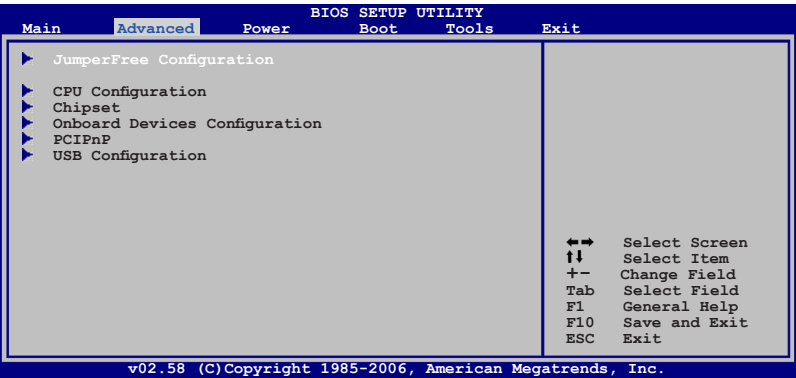 BIOS SETUP UTILITY
Main Advanced Power Boot Tools Exit
JumperFree Configuration
CPU Configuration
Chipset
Onboard Devices Configuration
PCIPnP
USB Configuration
←→ Select Screen
↑↓ Select Item
+- Change Field
Tab Select Field
F1 General Help
F10 Save and Exit
ESC Exit
v02.58 (C)Copyright 1985-2006, American Megatrends, Inc.